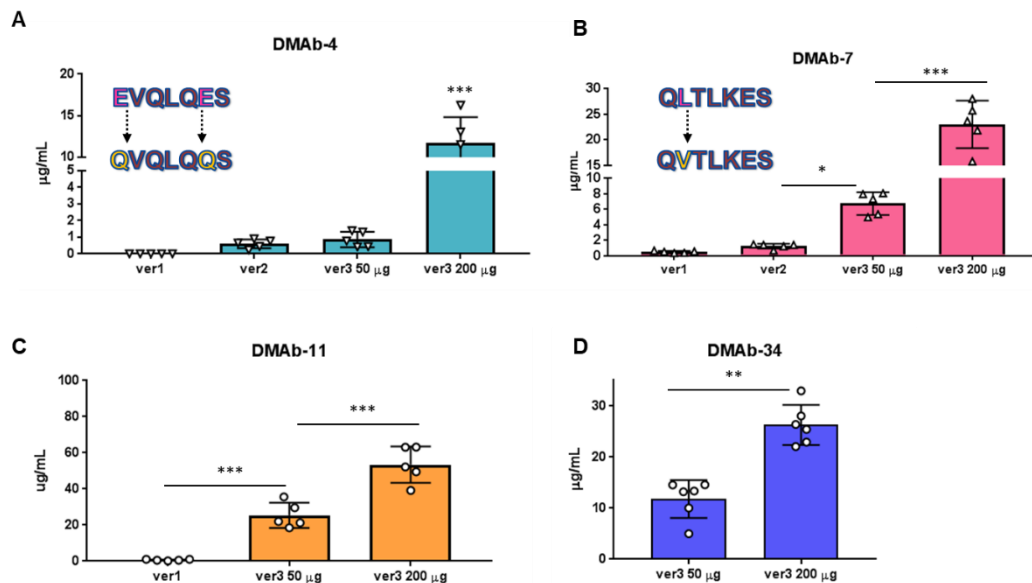 A
DMAb-4
20
15
10
5
4
3
2
1
0
µg/mL
EVQLQES
QVQLQQS
***
ver1
ver2
ver3 50 µg
ver3 200 µg
B
DMAb-7
30
25
20
15
10
8
6
4
2
0
µg/mL
QLTLKES
QVTLKES
*
***
ver1
ver2
ver3 50 µg
ver3 200 µg
C
DMAb-11
100
80
60
40
20
0
ug/mL
***
***
ver1
ver3 50 µg
ver3 200 µg
D
DMAb-34
30
20
10
0
µg/mL
**
ver3 50 µg
ver3 200 µg